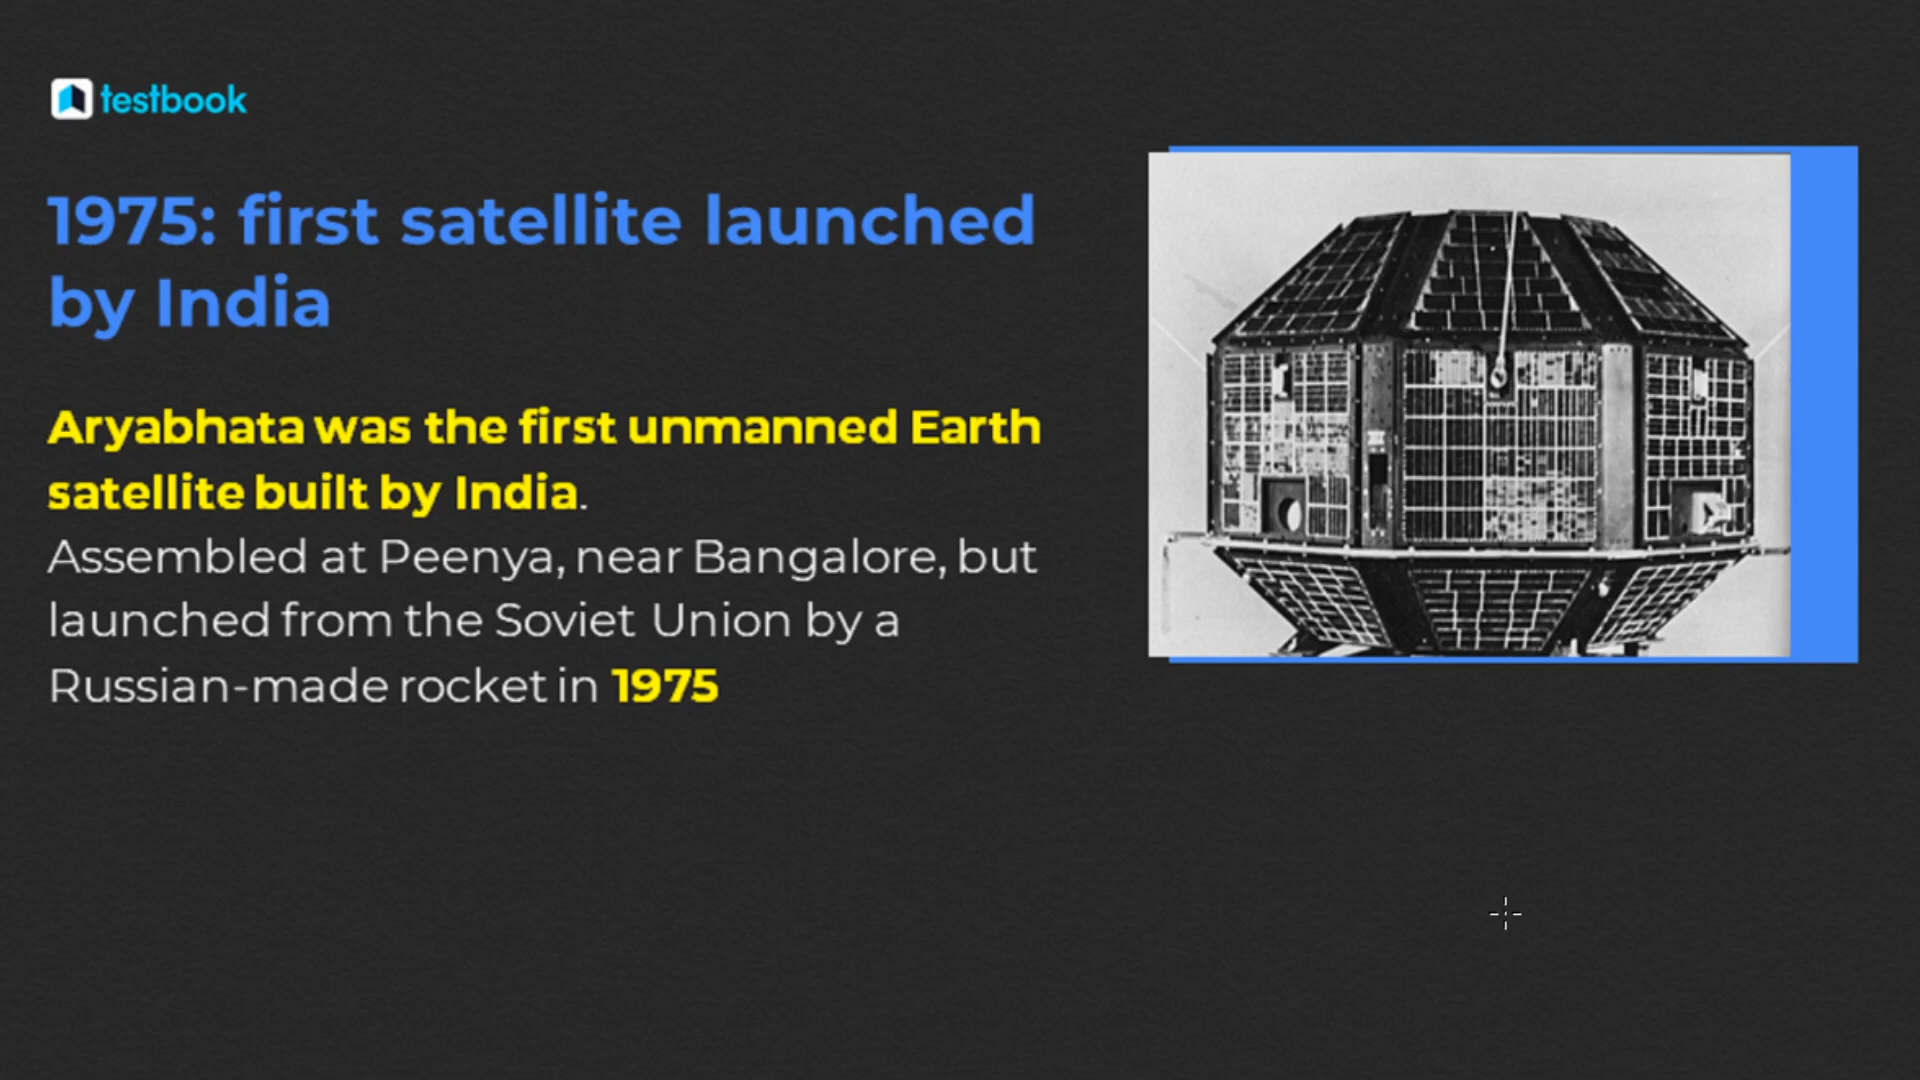 testbook
1975: first satellite launched
by India
Aryabhata was the first unmanned Earth
satellite built by India.
Assembled at Peenya, near Bangalore, but
launched from the Soviet Union by a
Russian-made rocket in 1975